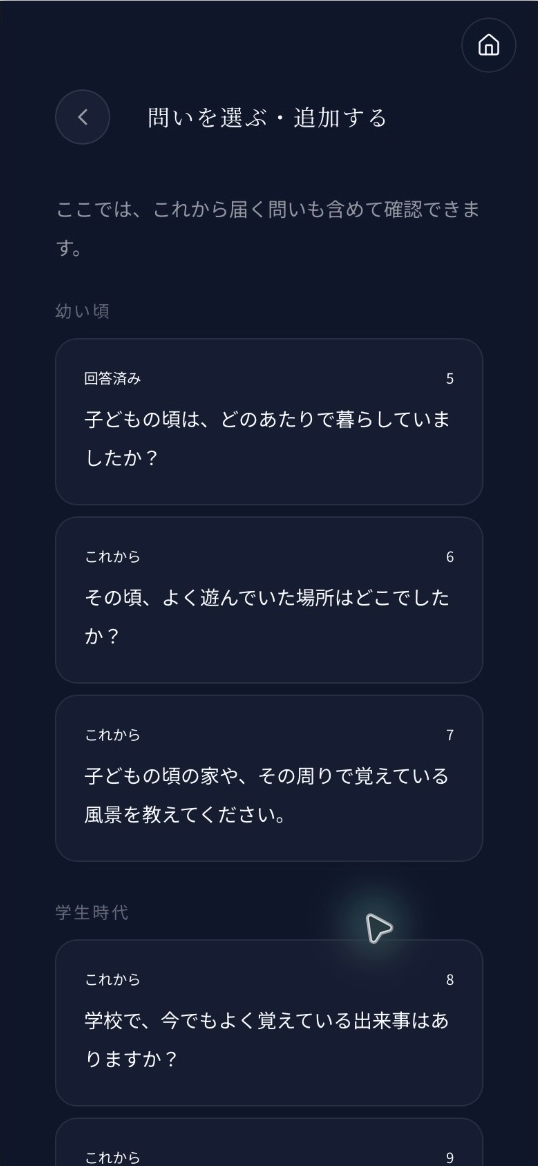 問いを選ぶ・追加する
ここでは、これから届く問いも含めて確認できま
す。
幼い頃
回答済み 5
子どもの頃は、どのあたりで暮らしていま
したか？
これから 6
その頃、よく遊んでいた場所はどこでした
か？
これから 7
子どもの頃の家や、その周りで覚えている
風景を教えてください。
学生時代
これから 8
学校で、今でもよく覚えている出来事はあ
りますか？
これから 9